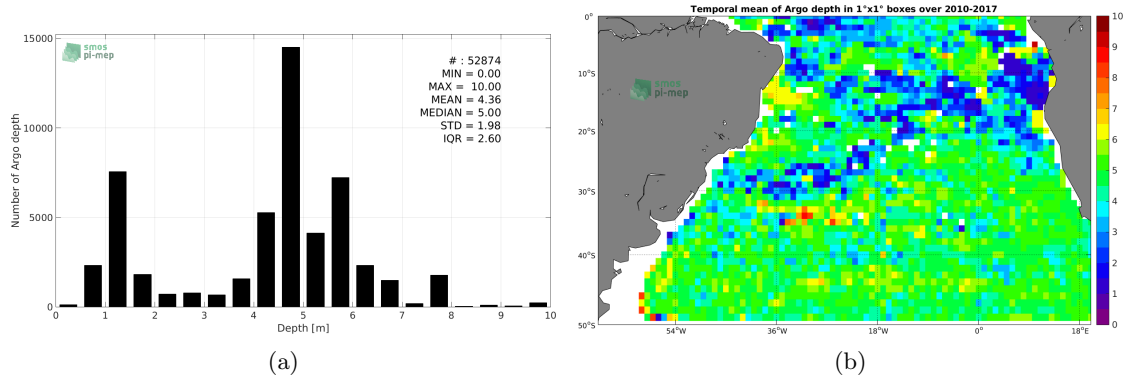 smos
pi-mep
# : 52874
MIN = 0.00
MAX = 10.00
MEAN = 4.36
MEDIAN = 5.00
STD = 1.98
IQR = 2.60
15000
10000
5000
0
Number of Argo depth
0 1 2 3 4 5 6 7 8 9 10
Depth [m]
(a)
Temporal mean of Argo depth in 1°x1° boxes over 2010-2017
smos
pi-mep
0°
10°S
20°S
30°S
40°S
50°S
54°W 36°W 18°W 0° 18°E
10
9
8
7
6
5
4
3
2
1
0
(b)